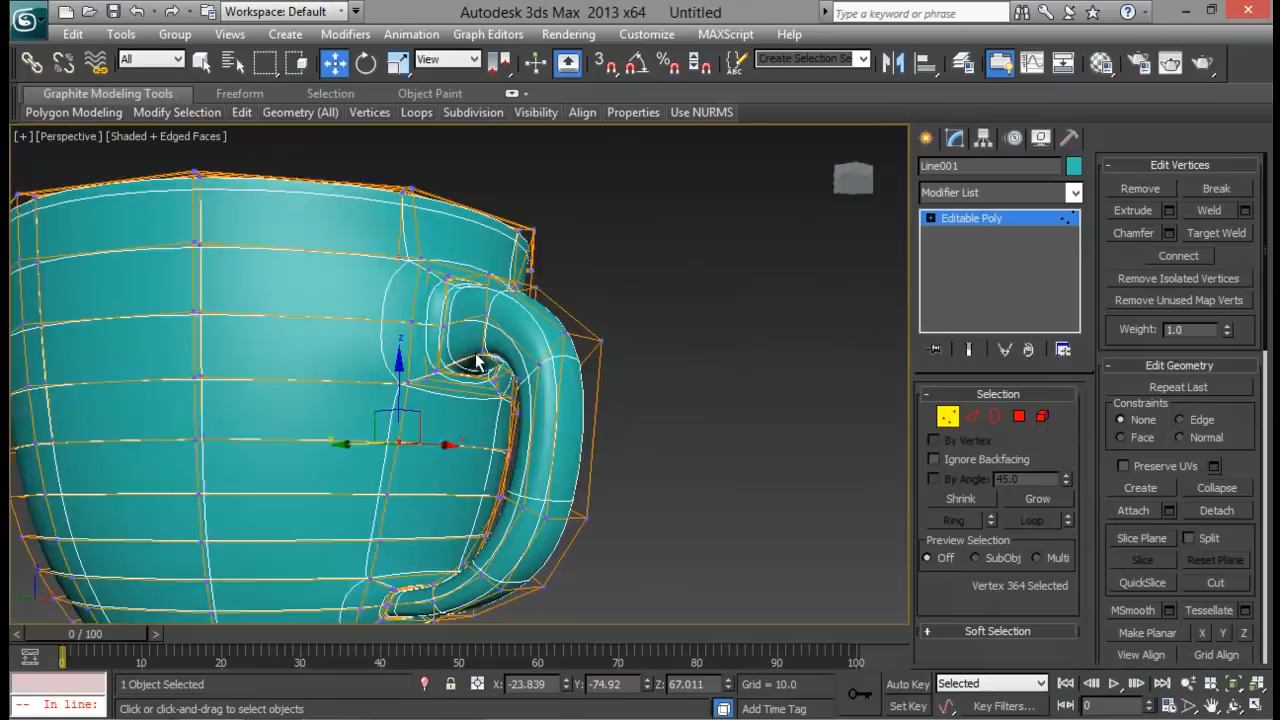 Workspace: Default
Autodesk 3ds Max 2013 x64 Untitled
Type a keyword or phrase
Edit Tools Group Views Create Modifiers Animation Graph Editors Rendering Customize MAXScript Help
All View Create Selection Se
Graphite Modeling Tools Freeform Selection Object Paint
Polygon Modeling Modify Selection Edit Geometry (All) Vertices Loops Subdivision Visibility Align Properties Use NURMS
[+] [Perspective] [Shaded + Edged Faces ]
Line001
Modifier List
Editable Poly
Selection
By Vertex
Ignore Backfacing
By Angle: 45.0
Shrink Grow
Ring Loop
Preview Selection
Off SubObj Multi
Vertex 364 Selected
Soft Selection
Edit Vertices
Remove Break
Extrude Weld
Chamfer Target Weld
Connect
Remove Isolated Vertices
Remove Unused Map Verts
Weight: 1.0
Edit Geometry
Repeat Last
Constraints
None Edge
Face Normal
Preserve UVs
Create Collapse
Attach Detach
Slice Plane Split
Slice Reset Plane
QuickSlice Cut
MSmooth Tessellate
Make Planar X Y Z
View Align Grid Align
z
< 0 / 100 >
0 10 20 30 40 50 60 70 80 90 100
1 Object Selected X: -23.839 Y: -74.92 Z: 67.011 Grid = 10.0 Auto Key Selected
-- In line: Click or click-and-drag to select objects Add Time Tag Set Key Key Filters... 0